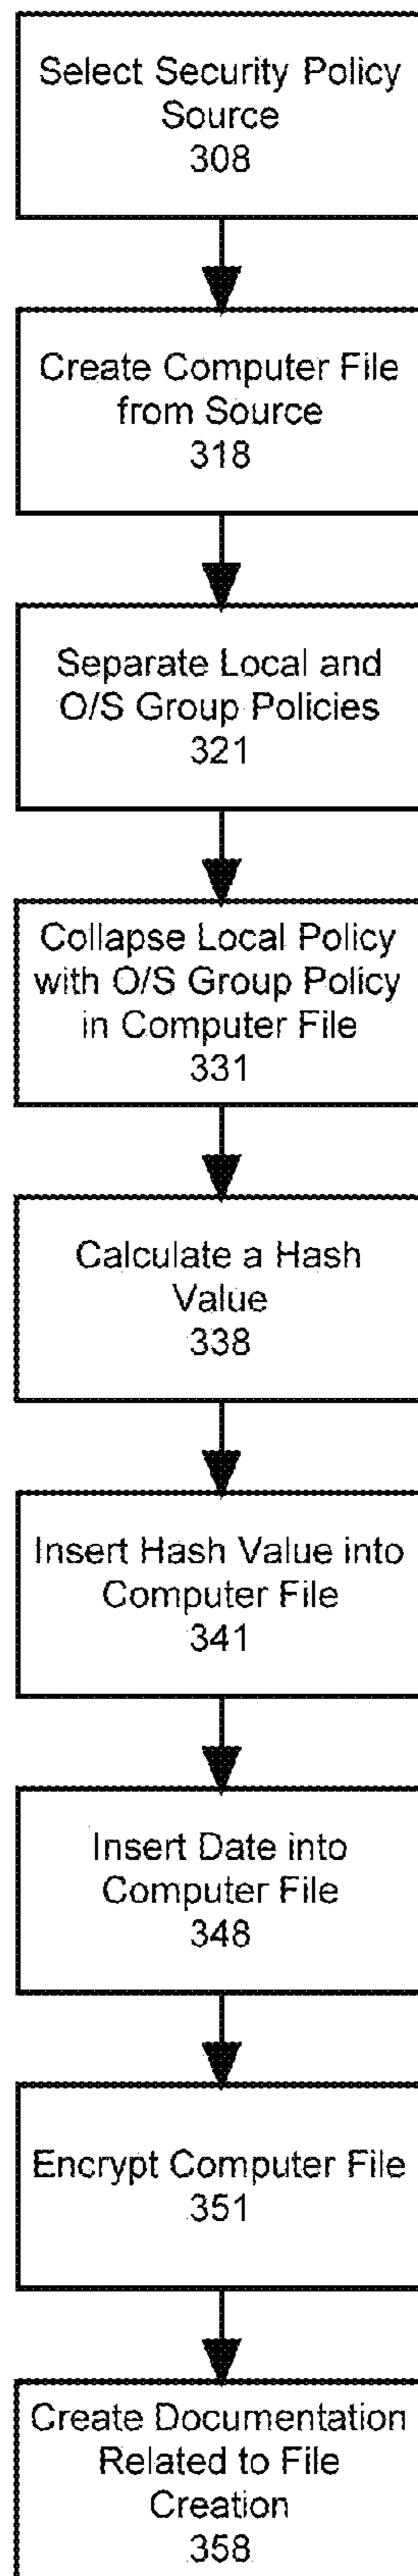 Select Security Policy
Source
308
Create Computer File
from Source
318
Separate Local and
O/S Group Policies
321
Collapse Local Policy
with O/S Group Policy
in Computer File
331
Calculate a Hash
Value
338
Insert Hash Value into
Computer File
341
Insert Date into
Computer File
348
Encrypt Computer File
351
Create Documentation
Related to File
Creation
358